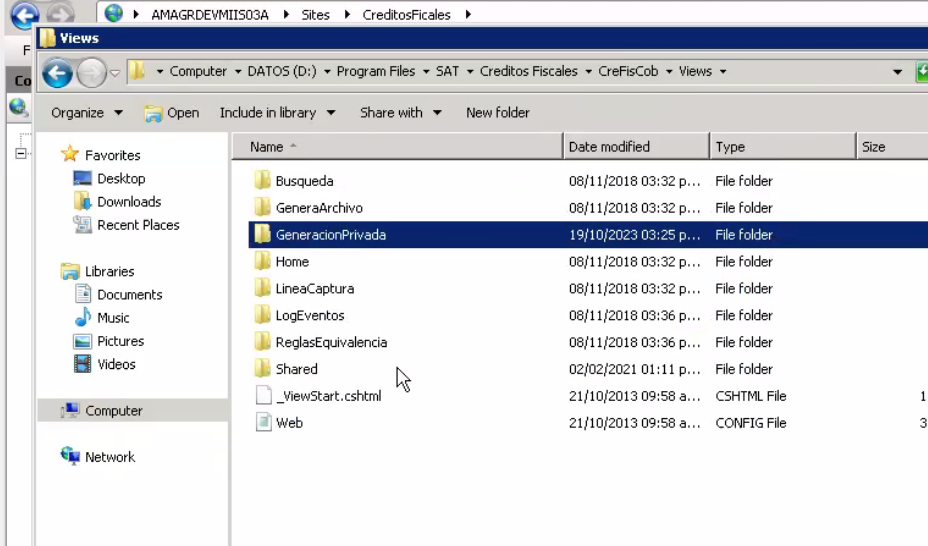 AMAGRDEVMIIS03A Sites CreditosFicales
Views
F
Computer DATOS (D:) Program Files SAT Creditos Fiscales CreFisCob Views
Co
Organize Open Include in library Share with New folder
Name Date modified Type Size
Favorites
Desktop
Downloads
Recent Places
Libraries
Documents
Music
Pictures
Videos
Computer
Network
Busqueda 08/11/2018 03:32 p... File folder
GeneraArchivo 08/11/2018 03:32 p... File folder
GeneracionPrivada 19/10/2023 03:25 p... File folder
Home 08/11/2018 03:32 p... File folder
LineaCaptura 08/11/2018 03:32 p... File folder
LogEventos 08/11/2018 03:36 p... File folder
ReglasEquivalencia 08/11/2018 03:36 p... File folder
Shared 02/02/2021 01:11 p... File folder
_ViewStart.cshtml 21/10/2013 09:58 a... CSHTML File 1
Web 21/10/2013 09:58 a... CONFIG File 3